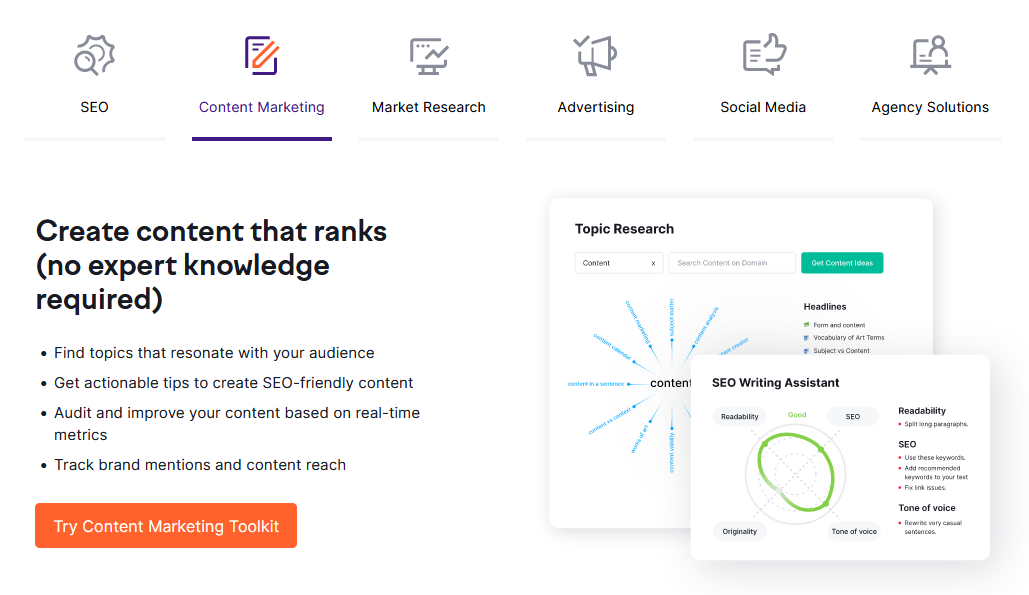 SEO
Content Marketing
Market Research
Advertising
Social Media
Agency Solutions
Create content that ranks
(no expert knowledge
required)
• Find topics that resonate with your audience
• Get actionable tips to create SEO-friendly content
• Audit and improve your content based on real-time
metrics
• Track brand mentions and content reach
Try Content Marketing Toolkit
Topic Research
Content x
Search Content on Domain
Get Content Ideas
content marketing
subject matter
content analysis
content calendar
content creator
content in a sentence
content
content vs context
works of art
content validity
Headlines
Form and content
Vocabulary of Art Terms
Subject vs Content
SEO Writing Assistant
Readability
Good
SEO
Originality
Tone of voice
Readability
• Split long paragraphs.
SEO
• Use these keywords.
• Add recommended
keywords to your text
• Fix link issues.
Tone of voice
• Rewrite very casual
sentences.